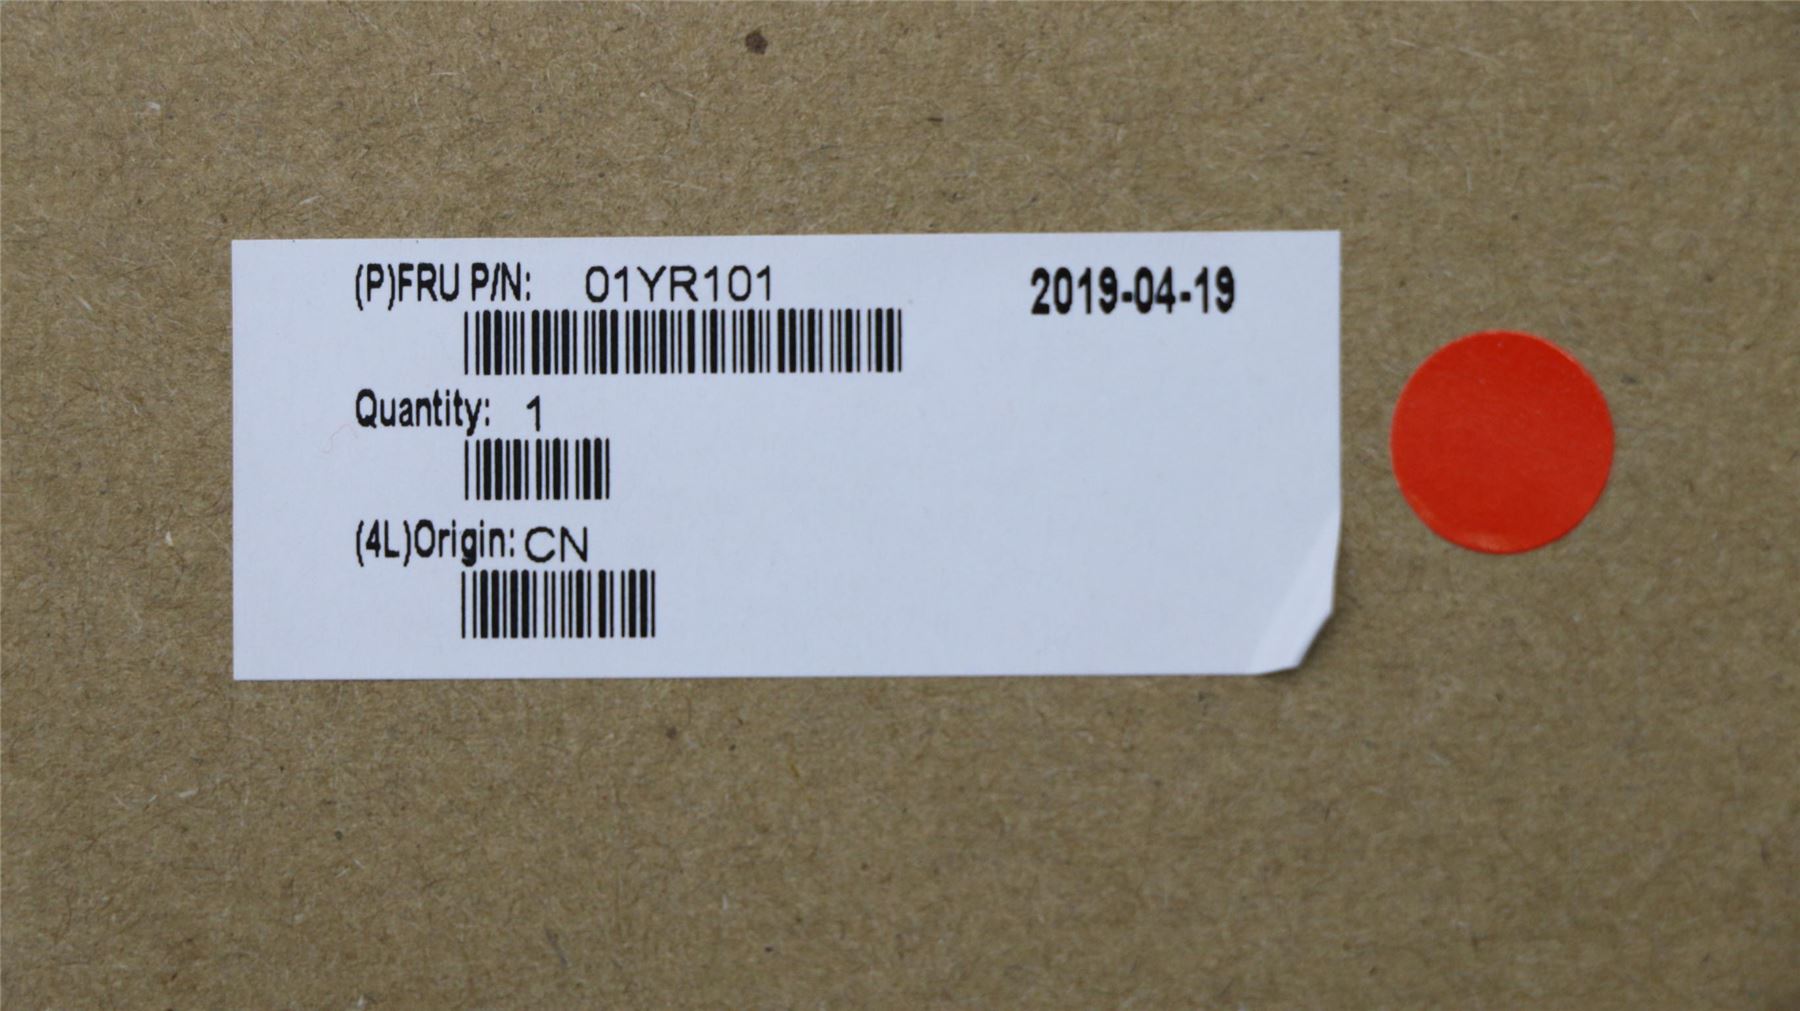 (P)FRU P/N: 01YR101 2019-04-19
Quantity: 1
(4L)Origin: CN